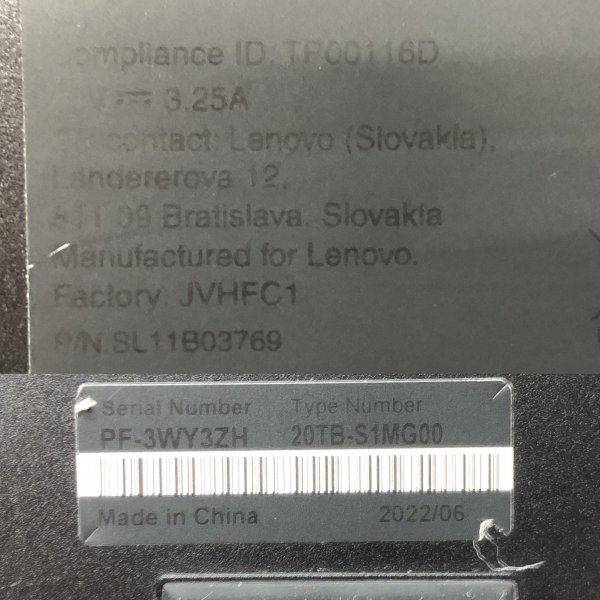 Compliance ID: TP00116D
3.25A
contact: Lenovo (Slovakia),
Landererova 12,
09 Bratislava, Slovakia
Manufactured for Lenovo.
Factory: JVHFC1
P/N SL11B03769
Serial Number Type Number
PF-3WY3ZH 20TB-S1MG00
Made in China 2022/06